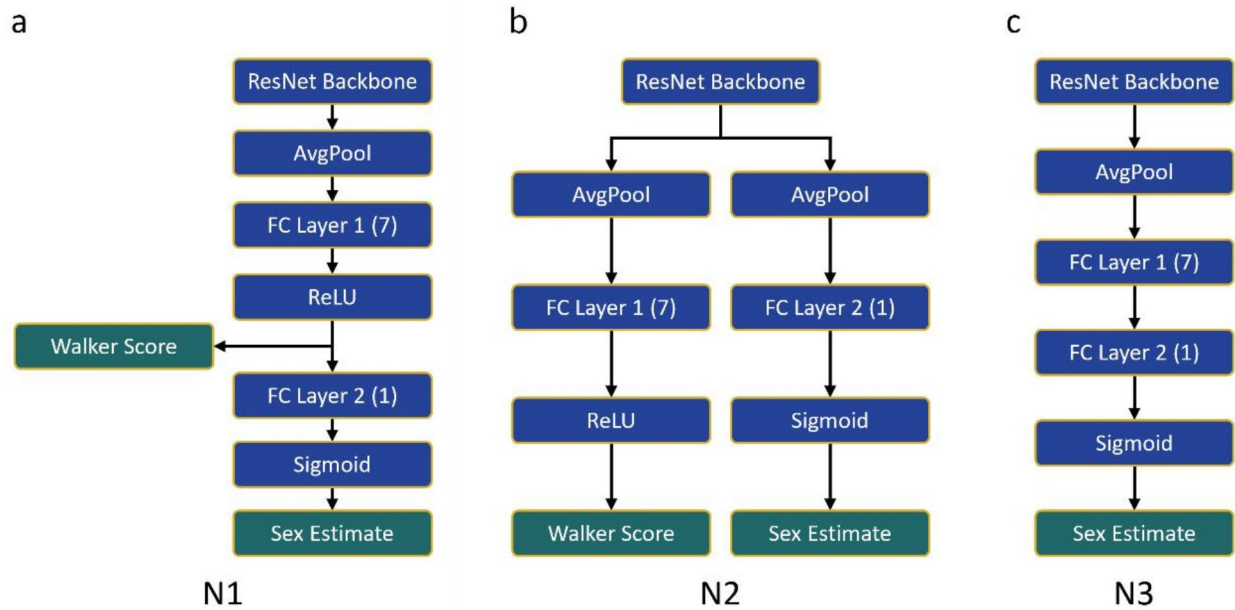 a
ResNet Backbone
AvgPool
FC Layer 1 (7)
ReLU
Walker Score
FC Layer 2 (1)
Sigmoid
Sex Estimate
N1
b
ResNet Backbone
AvgPool
AvgPool
FC Layer 1 (7)
FC Layer 2 (1)
ReLU
Sigmoid
Walker Score
Sex Estimate
N2
c
ResNet Backbone
AvgPool
FC Layer 1 (7)
FC Layer 2 (1)
Sigmoid
Sex Estimate
N3